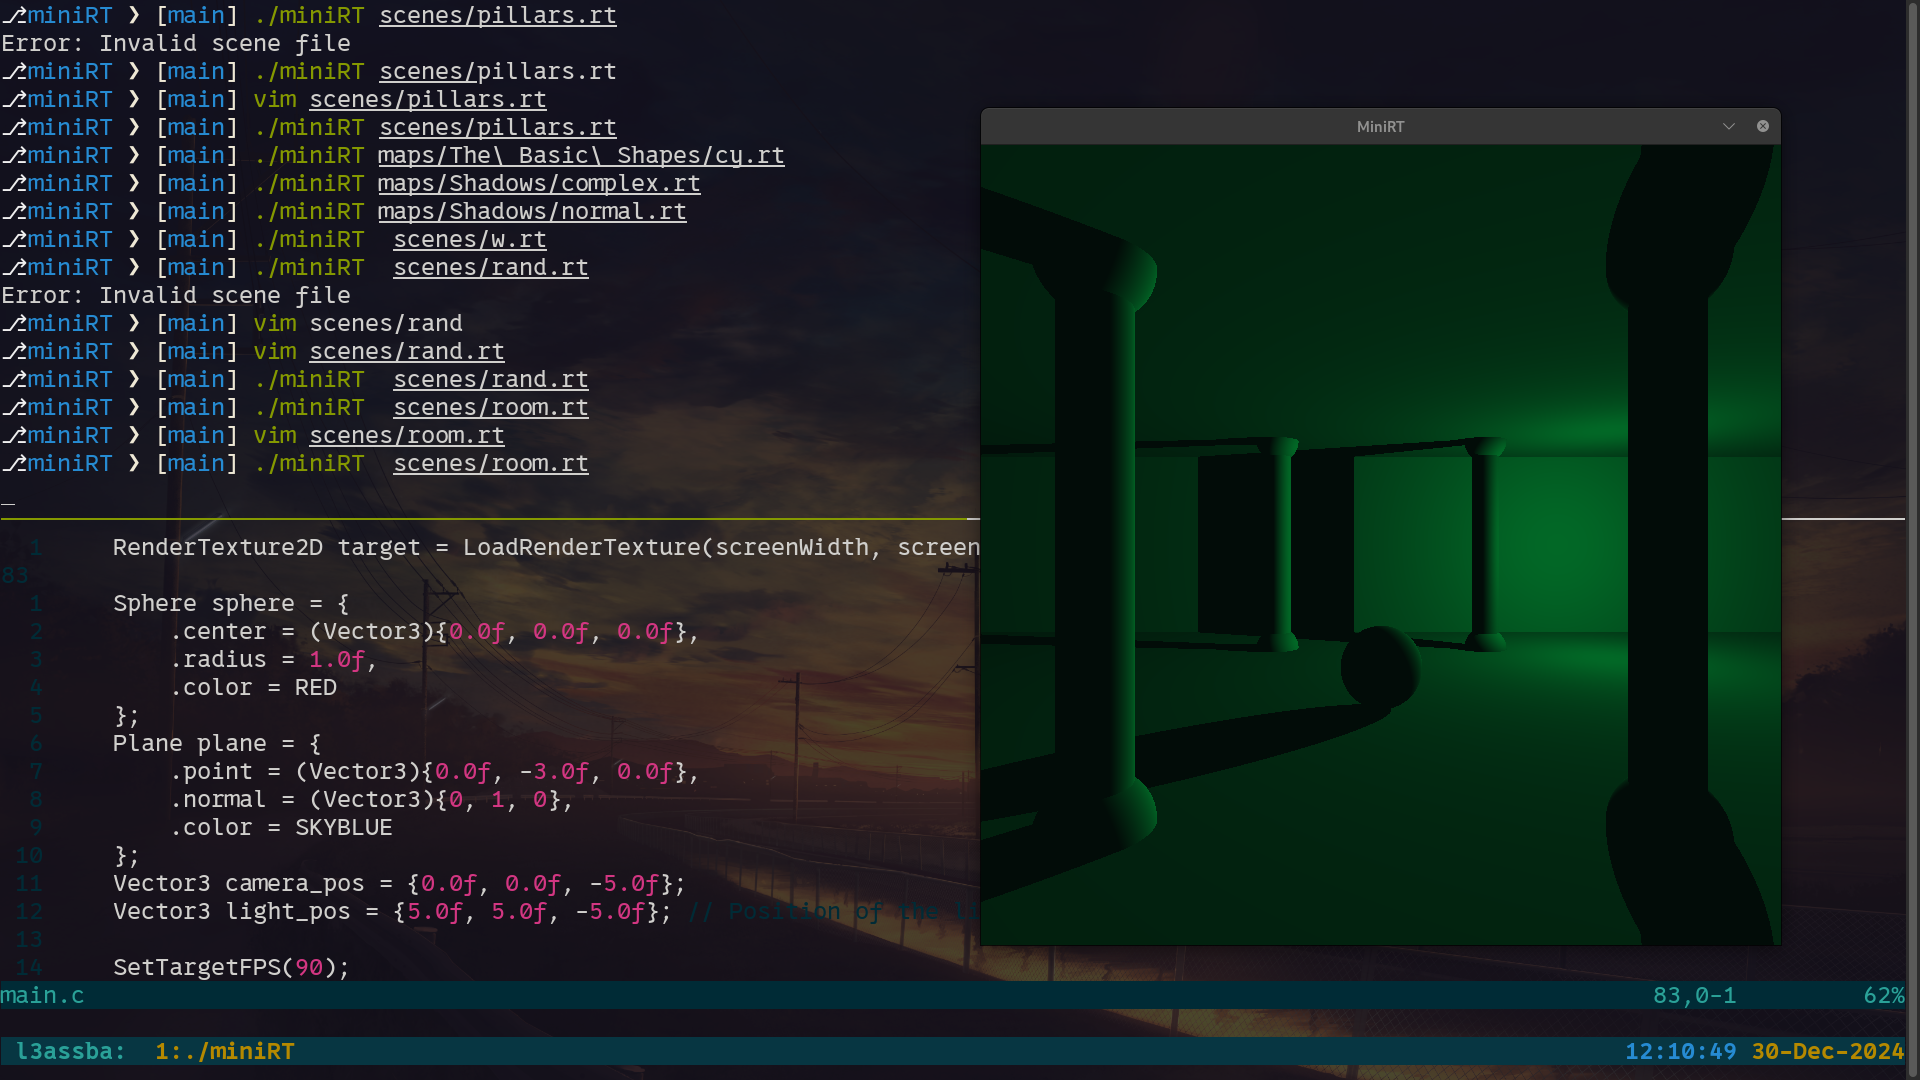 ⎇miniRT ❯ [main] ./miniRT scenes/pillars.rt
Error: Invalid scene file
⎇miniRT ❯ [main] ./miniRT scenes/pillars.rt
⎇miniRT ❯ [main] vim scenes/pillars.rt
⎇miniRT ❯ [main] ./miniRT scenes/pillars.rt
⎇miniRT ❯ [main] ./miniRT maps/The\ Basic\ Shapes/cy.rt
⎇miniRT ❯ [main] ./miniRT maps/Shadows/complex.rt
⎇miniRT ❯ [main] ./miniRT maps/Shadows/normal.rt
⎇miniRT ❯ [main] ./miniRT  scenes/w.rt
⎇miniRT ❯ [main] ./miniRT  scenes/rand.rt
Error: Invalid scene file
⎇miniRT ❯ [main] vim scenes/rand
⎇miniRT ❯ [main] vim scenes/rand.rt
⎇miniRT ❯ [main] ./miniRT  scenes/rand.rt
⎇miniRT ❯ [main] ./miniRT  scenes/room.rt
⎇miniRT ❯ [main] vim scenes/room.rt
⎇miniRT ❯ [main] ./miniRT  scenes/room.rt
MiniRT
1     RenderTexture2D target = LoadRenderTexture(screenWidth, screen
83
1     Sphere sphere = {
2         .center = (Vector3){0.0f, 0.0f, 0.0f},
3         .radius = 1.0f,
4         .color = RED
5     };
6     Plane plane = {
7         .point = (Vector3){0.0f, -3.0f, 0.0f},
8         .normal = (Vector3){0, 1, 0},
9         .color = SKYBLUE
10     };
11     Vector3 camera_pos = {0.0f, 0.0f, -5.0f};
12     Vector3 light_pos = {5.0f, 5.0f, -5.0f}; // Position of the li
13
14     SetTargetFPS(90);
main.c 83,0-1 62%
l3assba: 1:./miniRT 12:10:49 30-Dec-2024